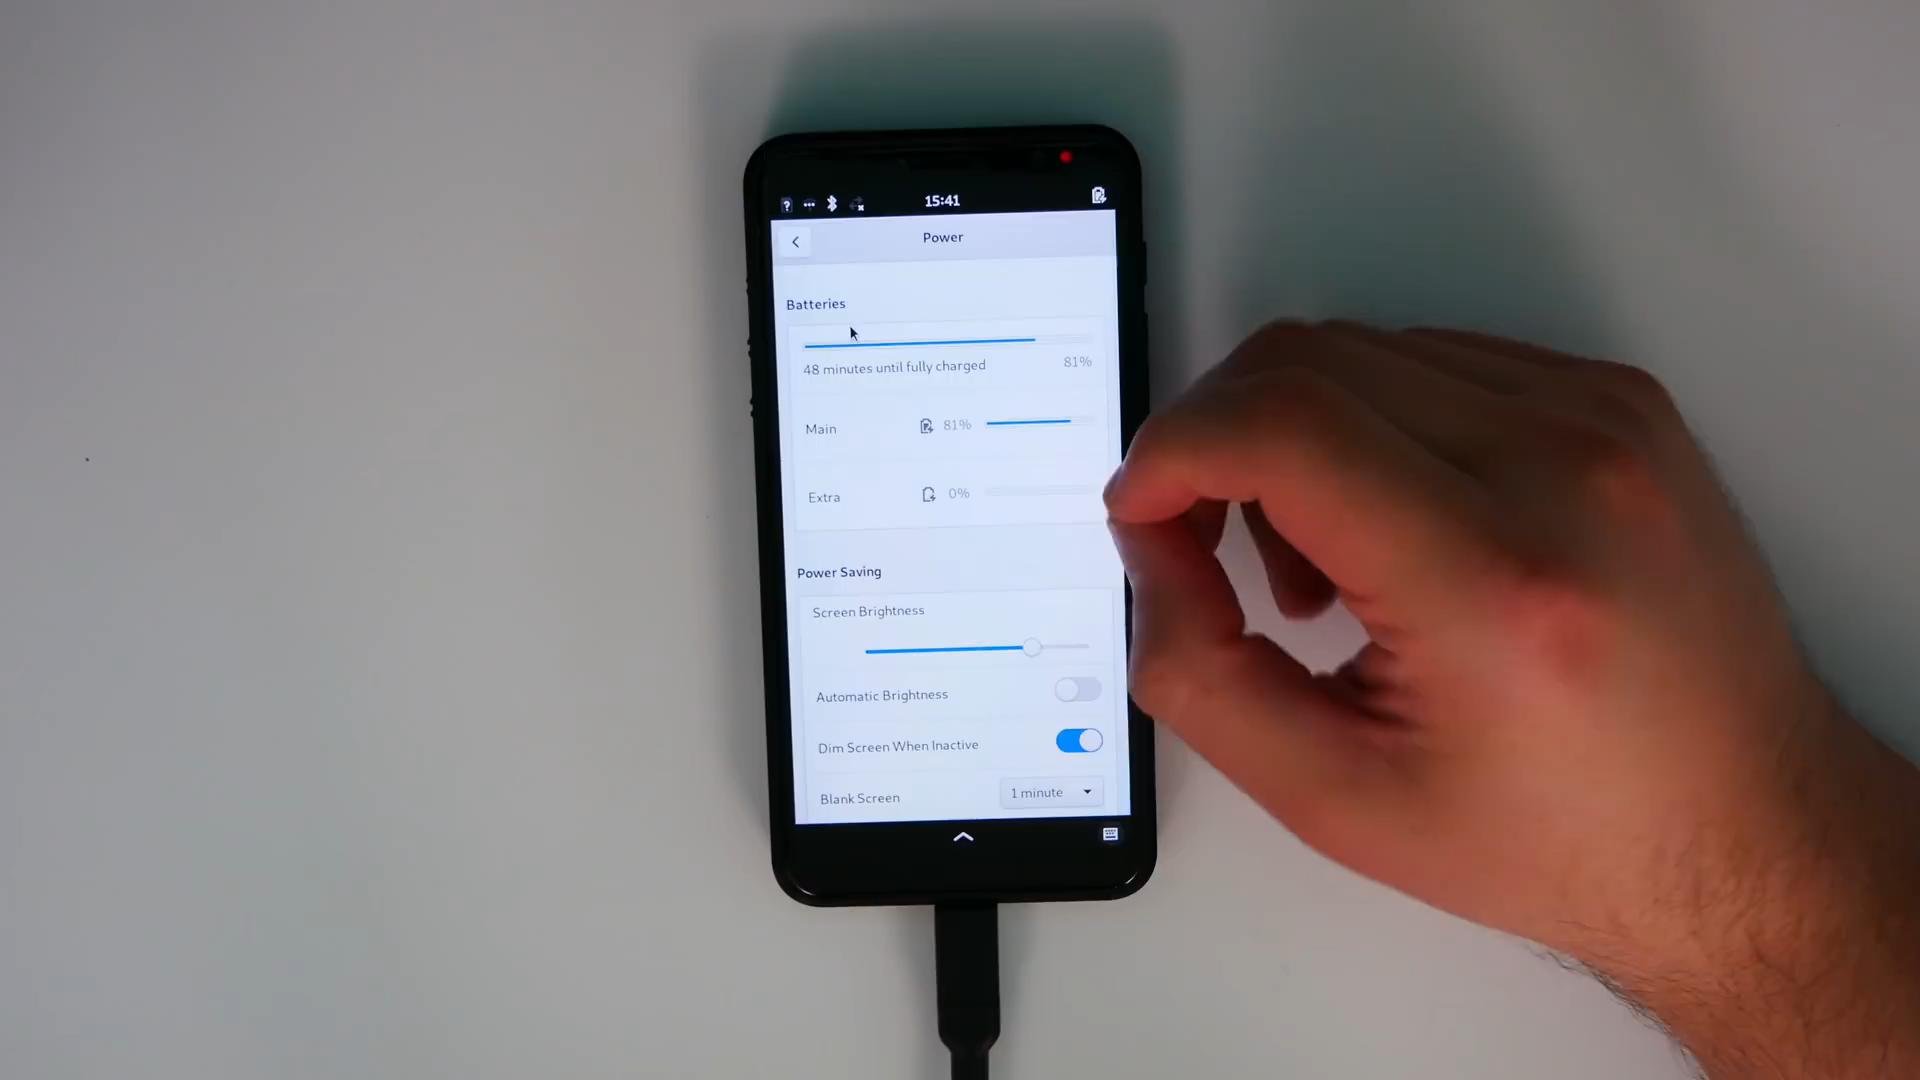 15:41
Power
Batteries
48 minutes until fully charged 81%
Main 81%
Extra 0%
Power Saving
Screen Brightness
Automatic Brightness
Dim Screen When Inactive
Blank Screen 1 minute